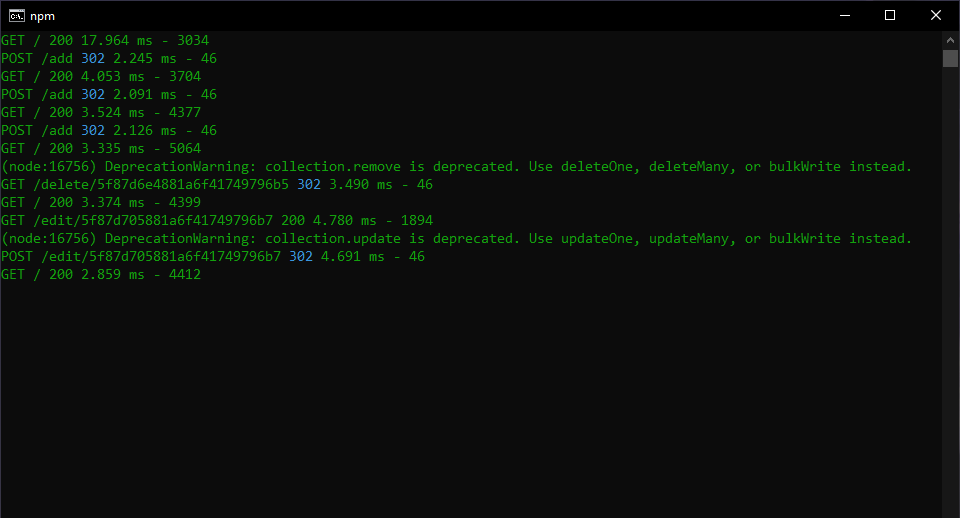 npm
GET / 200 17.964 ms - 3034
POST /add 302 2.245 ms - 46
GET / 200 4.053 ms - 3704
POST /add 302 2.091 ms - 46
GET / 200 3.524 ms - 4377
POST /add 302 2.126 ms - 46
GET / 200 3.335 ms - 5064
(node:16756) DeprecationWarning: collection.remove is deprecated. Use deleteOne, deleteMany, or bulkWrite instead.
GET /delete/5f87d6e4881a6f41749796b5 302 3.490 ms - 46
GET / 200 3.374 ms - 4399
GET /edit/5f87d705881a6f41749796b7 200 4.780 ms - 1894
(node:16756) DeprecationWarning: collection.update is deprecated. Use updateOne, updateMany, or bulkWrite instead.
POST /edit/5f87d705881a6f41749796b7 302 4.691 ms - 46
GET / 200 2.859 ms - 4412